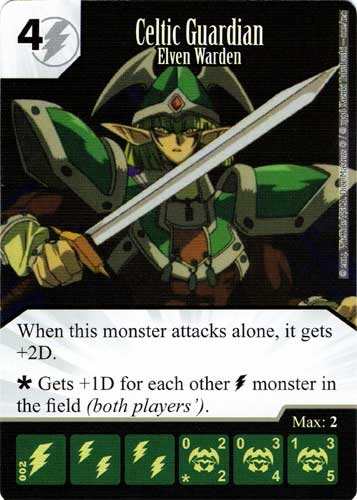 4
Celtic Guardian
Elven Warden
When this monster attacks alone, it gets
+2D.
* Gets +1D for each other monster in
the field (both players').
Max: 2
002
0 2
* 2
0 3
4
1 3
5